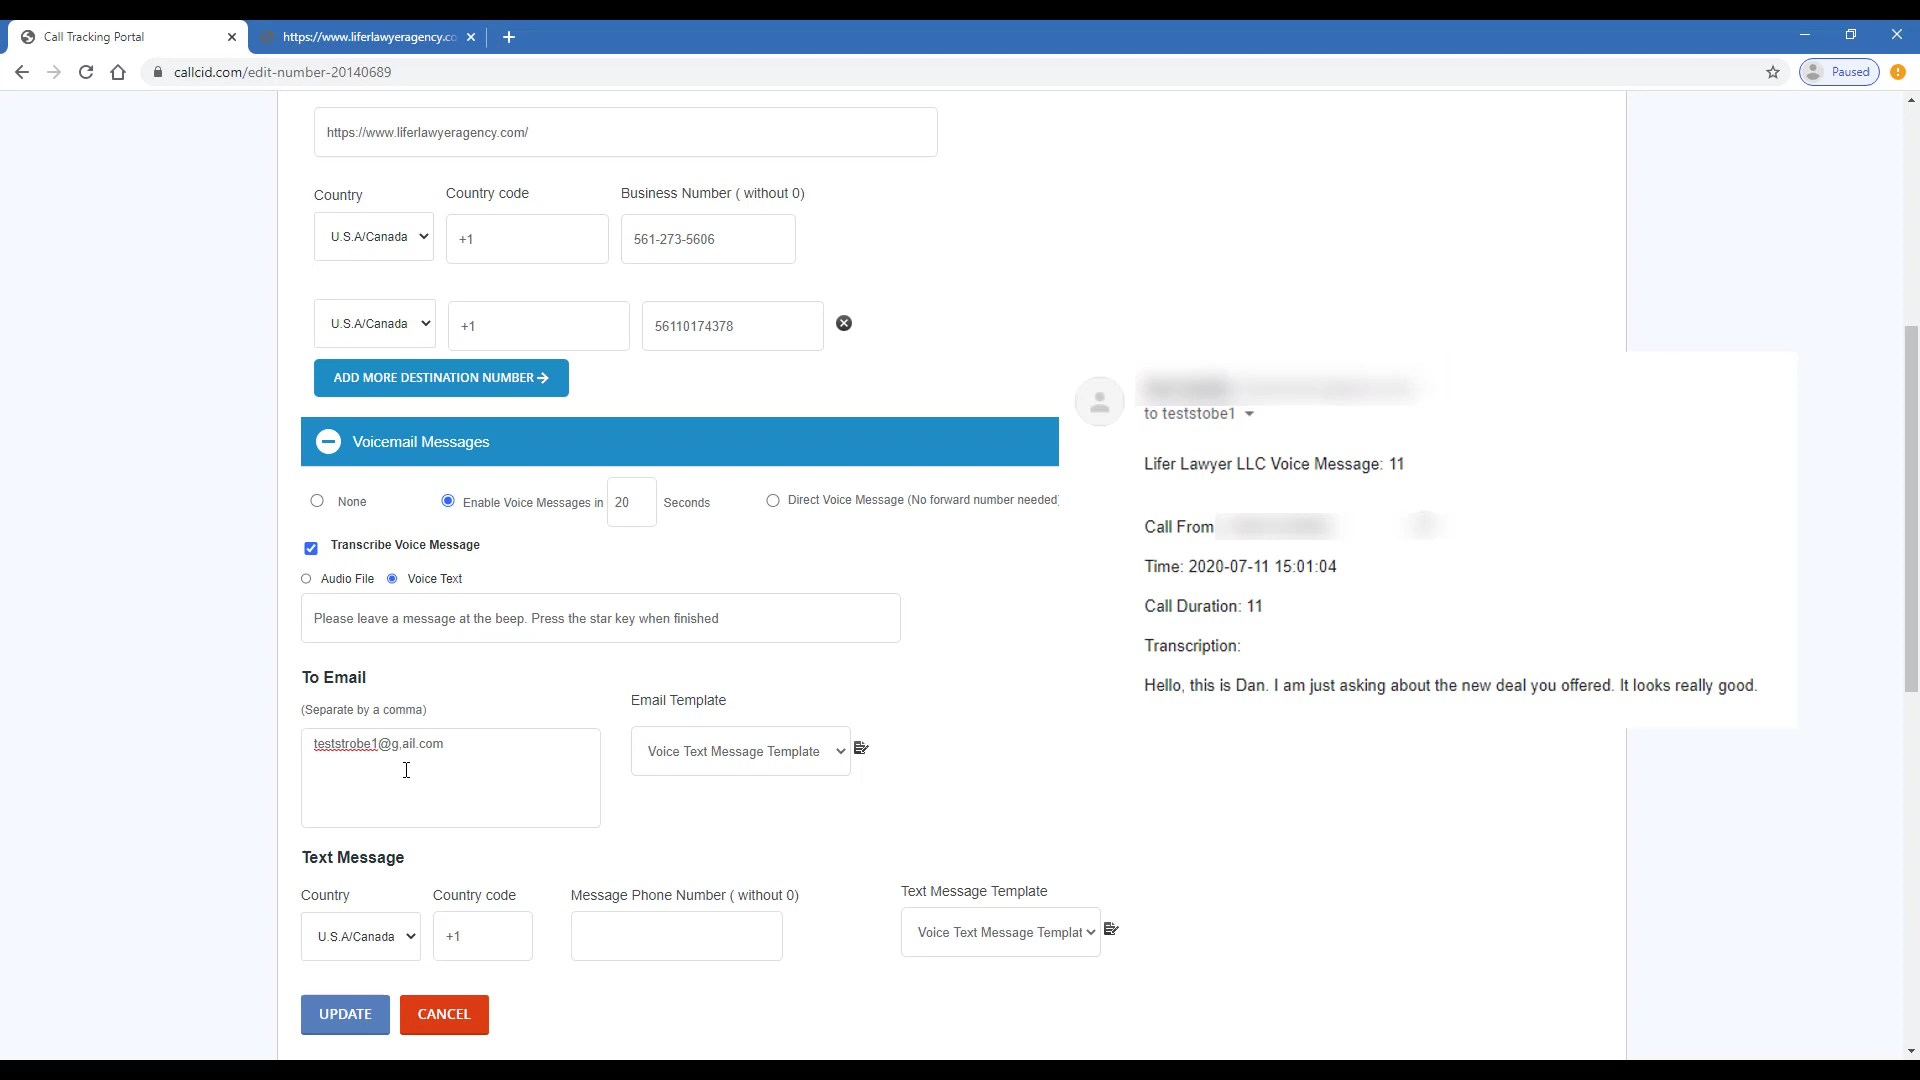 Call Tracking Portal
https://www.liferlawyeragency.co
callcid.com/edit-number-20140689
Paused
https://www.liferlawyeragency.com/
Country
Country code
Business Number ( without 0)
U.S.A/Canada
+1
561-273-5606
U.S.A/Canada
+1
56110174378
ADD MORE DESTINATION NUMBER
Voicemail Messages
None
Enable Voice Messages in
20
Seconds
Direct Voice Message (No forward number needed)
Transcribe Voice Message
Audio File
Voice Text
Please leave a message at the beep. Press the star key when finished
To Email
(Separate by a comma)
Email Template
teststrobe1@g,ail.com
Voice Text Message Template
Text Message
Country
Country code
Message Phone Number ( without 0)
Text Message Template
U.S.A/Canada
+1
Voice Text Message Templat
UPDATE
CANCEL
to teststobe1
Lifer Lawyer LLC Voice Message: 11
Call From
Time: 2020-07-11 15:01:04
Call Duration: 11
Transcription:
Hello, this is Dan. I am just asking about the new deal you offered. It looks really good.